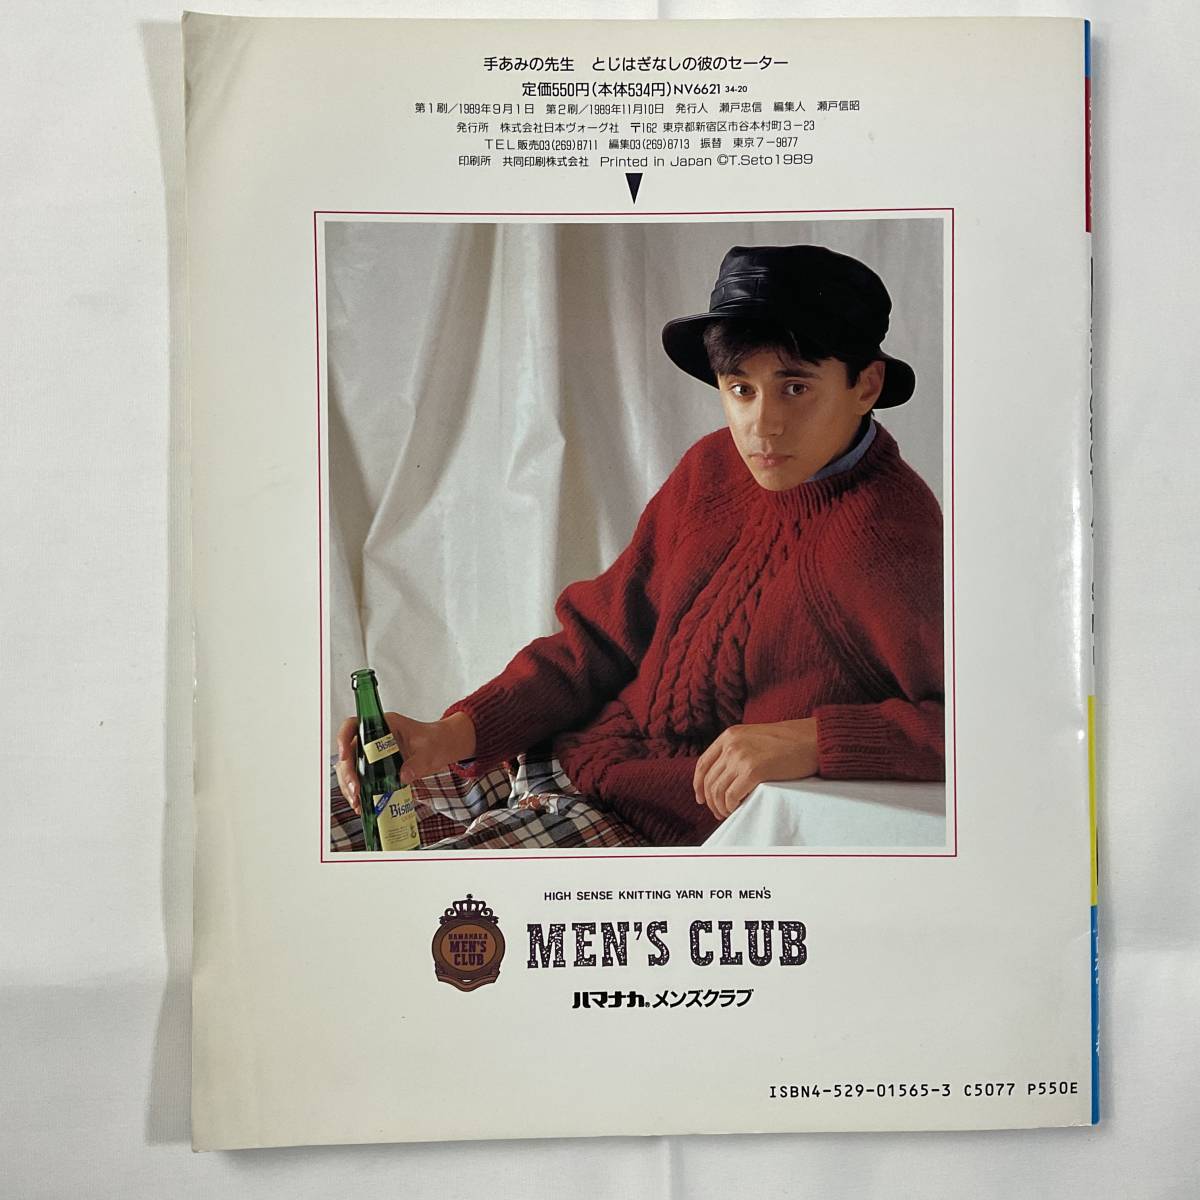 手あみの先生　とじはぎなしの彼のセーター
定価550円(本体534円)NV6621 34-20
第1刷/1989年9月1日 第2刷/1989年11月10日 発行人 瀬戸忠信 編集人 瀬戸信昭
発行所 株式会社日本ヴォーグ社 〒162 東京都新宿区市谷本村町3-23
TEL販売03(269)8711 編集03(269)8713 振替 東京7-9877
印刷所 共同印刷株式会社 Printed in Japan ©T.Seto1989
HIGH SENSE KNITTING YARN FOR MEN'S
HAMANAKA
MEN'S
CLUB
MEN'S CLUB
ハマナカ®メンズクラブ
ISBN4-529-01565-3 C5077 P550E